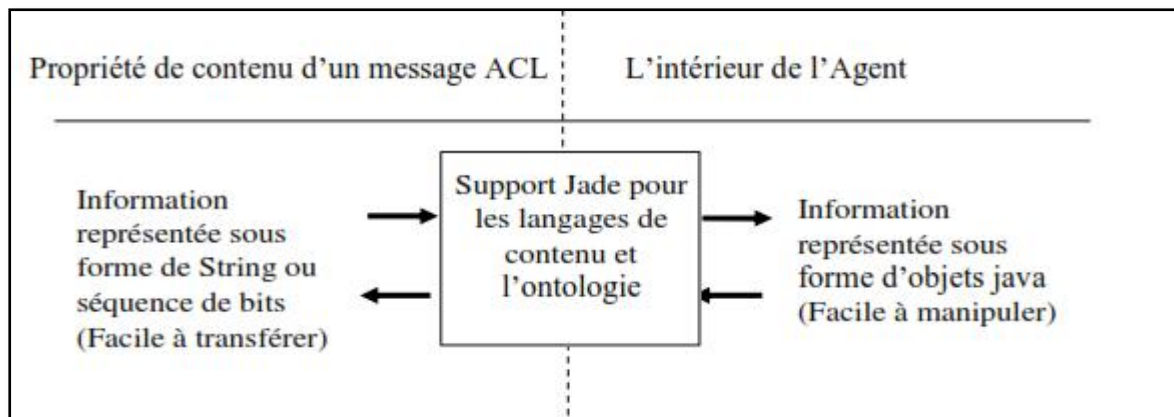 Propriété de contenu d'un message ACL
L'intérieur de l'Agent
Information
représentée sous
forme de String ou
séquence de bits
(Facile à transférer)
Support Jade pour
les langages de
contenu et
l'ontologie
Information
représentée sous
forme d'objets java
(Facile à manipuler)